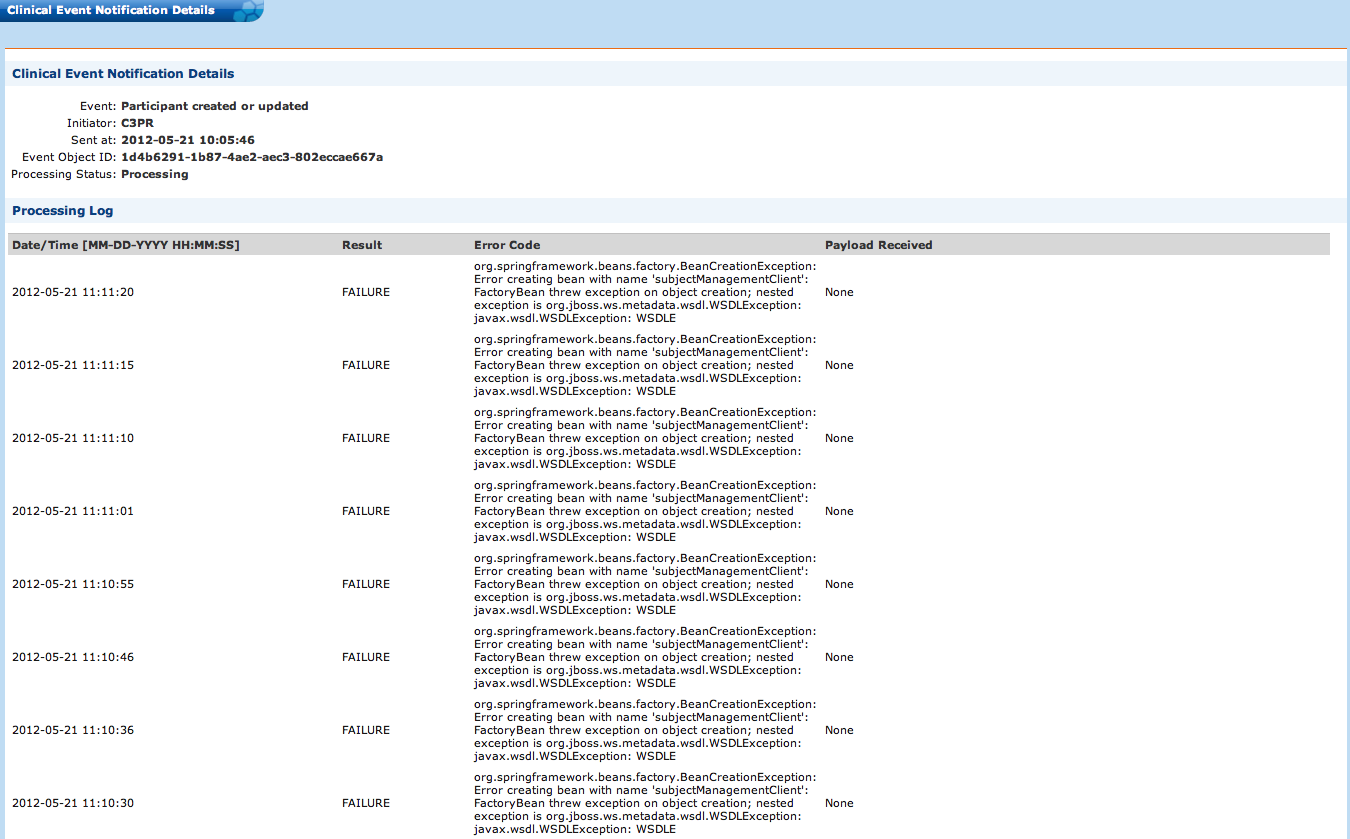 Clinical Event Notification Details
Clinical Event Notification Details
Event: Participant created or updated
Initiator: C3PR
Sent at: 2012-05-21 10:05:46
Event Object ID: 1d4b6291-1b87-4ae2-aec3-802eccae667a
Processing Status: Processing
Processing Log
Date/Time [MM-DD-YYYY HH:MM:SS] Result Error Code Payload Received
org.springframework.beans.factory.BeanCreationException:
Error creating bean with name 'subjectManagementClient':
2012-05-21 11:11:20 FAILURE FactoryBean threw exception on object creation; nested None
exception is org.jboss.ws.metadata.wsdl.WSDLException:
javax.wsdl.WSDLException: WSDLE
org.springframework.beans.factory.BeanCreationException:
Error creating bean with name 'subjectManagementClient':
2012-05-21 11:11:15 FAILURE FactoryBean threw exception on object creation; nested None
exception is org.jboss.ws.metadata.wsdl.WSDLException:
javax.wsdl.WSDLException: WSDLE
org.springframework.beans.factory.BeanCreationException:
Error creating bean with name 'subjectManagementClient':
2012-05-21 11:11:10 FAILURE FactoryBean threw exception on object creation; nested None
exception is org.jboss.ws.metadata.wsdl.WSDLException:
javax.wsdl.WSDLException: WSDLE
org.springframework.beans.factory.BeanCreationException:
Error creating bean with name 'subjectManagementClient':
2012-05-21 11:11:01 FAILURE FactoryBean threw exception on object creation; nested None
exception is org.jboss.ws.metadata.wsdl.WSDLException:
javax.wsdl.WSDLException: WSDLE
org.springframework.beans.factory.BeanCreationException:
Error creating bean with name 'subjectManagementClient':
2012-05-21 11:10:55 FAILURE FactoryBean threw exception on object creation; nested None
exception is org.jboss.ws.metadata.wsdl.WSDLException:
javax.wsdl.WSDLException: WSDLE
org.springframework.beans.factory.BeanCreationException:
Error creating bean with name 'subjectManagementClient':
2012-05-21 11:10:46 FAILURE FactoryBean threw exception on object creation; nested None
exception is org.jboss.ws.metadata.wsdl.WSDLException:
javax.wsdl.WSDLException: WSDLE
org.springframework.beans.factory.BeanCreationException:
Error creating bean with name 'subjectManagementClient':
2012-05-21 11:10:36 FAILURE FactoryBean threw exception on object creation; nested None
exception is org.jboss.ws.metadata.wsdl.WSDLException:
javax.wsdl.WSDLException: WSDLE
org.springframework.beans.factory.BeanCreationException:
Error creating bean with name 'subjectManagementClient':
2012-05-21 11:10:30 FAILURE FactoryBean threw exception on object creation; nested None
exception is org.jboss.ws.metadata.wsdl.WSDLException:
javax.wsdl.WSDLException: WSDLE